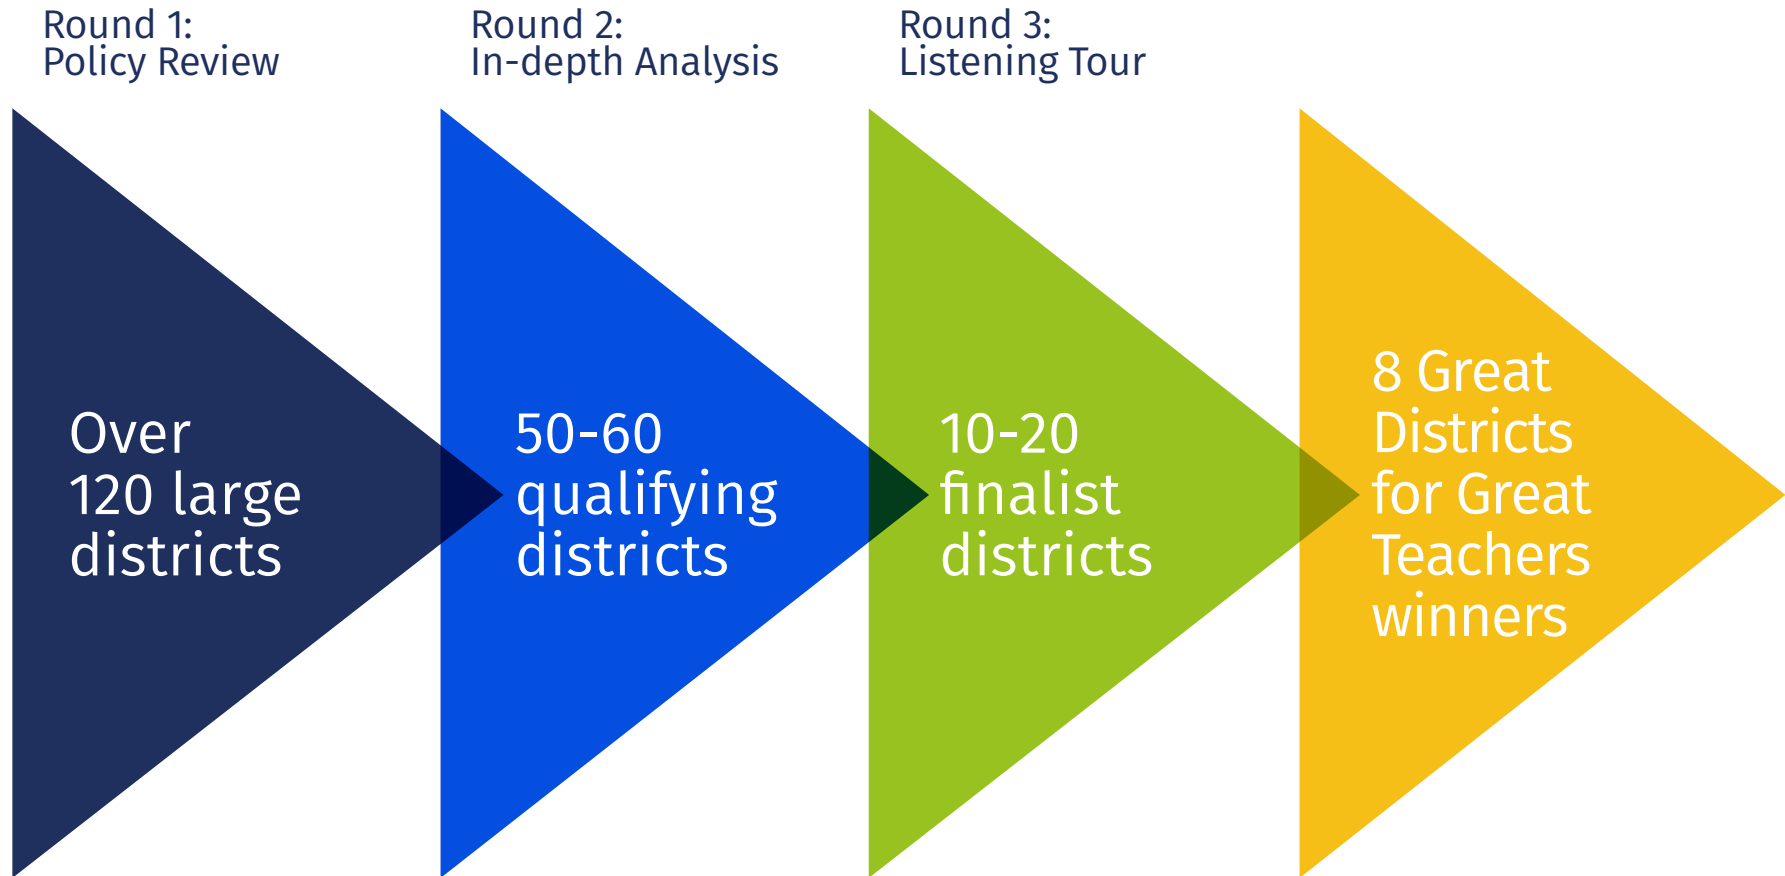 Round 1:
Policy Review
Round 2:
In-depth Analysis
Round 3:
Listening Tour
Over
120 large
districts
50-60
qualifying
districts
10-20
finalist
districts
8 Great
Districts
for Great
Teachers
winners